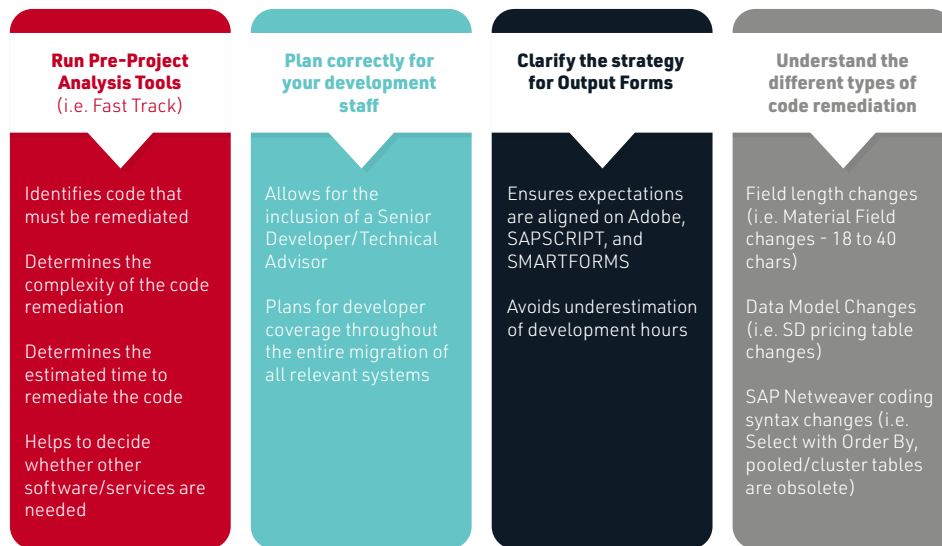 Run Pre-Project
Analysis Tools
(i.e. Fast Track)
Identifies code that
must be remediated
Determines the
complexity of the code
remediation
Determines the
estimated time to
remediate the code
Helps to decide
whether other
software/services are
needed
Plan correctly for
your development
staff
Allows for the
inclusion of a Senior
Developer/Technical
Advisor
Plans for developer
coverage throughout
the entire migration of
all relevant systems
Clarify the strategy
for Output Forms
Ensures expectations
are aligned on Adobe,
SAPSCRIPT, and
SMARTFORMS
Avoids underestimation
of development hours
Understand the
different types of
code remediation
Field length changes
(i.e. Material Field
changes - 18 to 40
chars)
Data Model Changes
(i.e. SD pricing table
changes)
SAP Netweaver coding
syntax changes (i.e.
Select with Order By,
pooled/cluster tables
are obsolete)